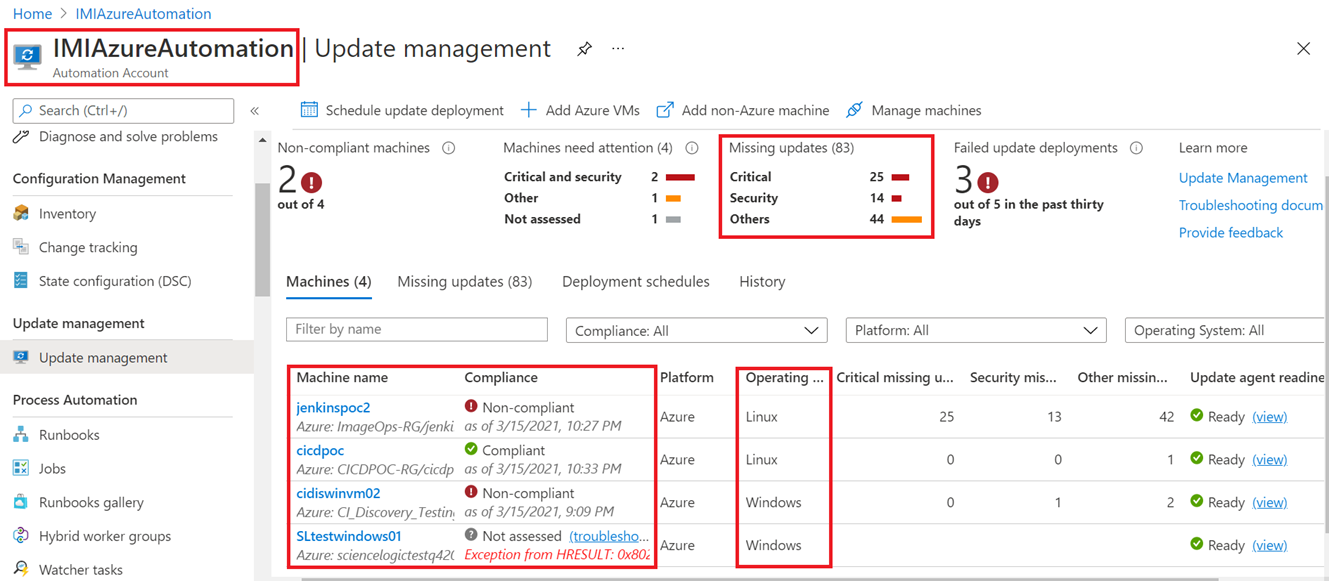 Home > IMIAzureAutomation
IMIAzureAutomation | Update management ...
Automation Account
Search (Ctrl+/) «
Schedule update deployment + Add Azure VMs Add non-Azure machine Manage machines
Diagnose and solve problems
Configuration Management
Inventory
Change tracking
State configuration (DSC)
Update management
Update management
Process Automation
Runbooks
Jobs
Runbooks gallery
Hybrid worker groups
Watcher tasks
Non-compliant machines
2
out of 4
Machines need attention (4)
Critical and security 2
Other 1
Not assessed 1
Missing updates (83)
Critical 25
Security 14
Others 44
Failed update deployments
3
out of 5 in the past thirty
days
Learn more
Update Management
Troubleshooting docum
Provide feedback
Machines (4) Missing updates (83) Deployment schedules History
Filter by name Compliance: All Platform: All Operating System: All
Machine name Compliance Platform Operating ... Critical missing u... Security mis... Other missin... Update agent readine
jenkinspoc2 Non-compliant Azure Linux 25 13 42 Ready (view)
Azure: ImageOps-RG/jenki as of 3/15/2021, 10:27 PM
cicdpoc Compliant Azure Linux 0 0 1 Ready (view)
Azure: CICDPOC-RG/cicdp as of 3/15/2021, 10:33 PM
cidiswinvm02 Non-compliant Azure Windows 0 1 2 Ready (view)
Azure: CI_Discovery_Testing as of 3/15/2021, 9:09 PM
SLtestwindows01 Not assessed (troublesho... Azure Windows Ready (view)
Azure: sciencelogictestq420 Exception from HRESULT: 0x802